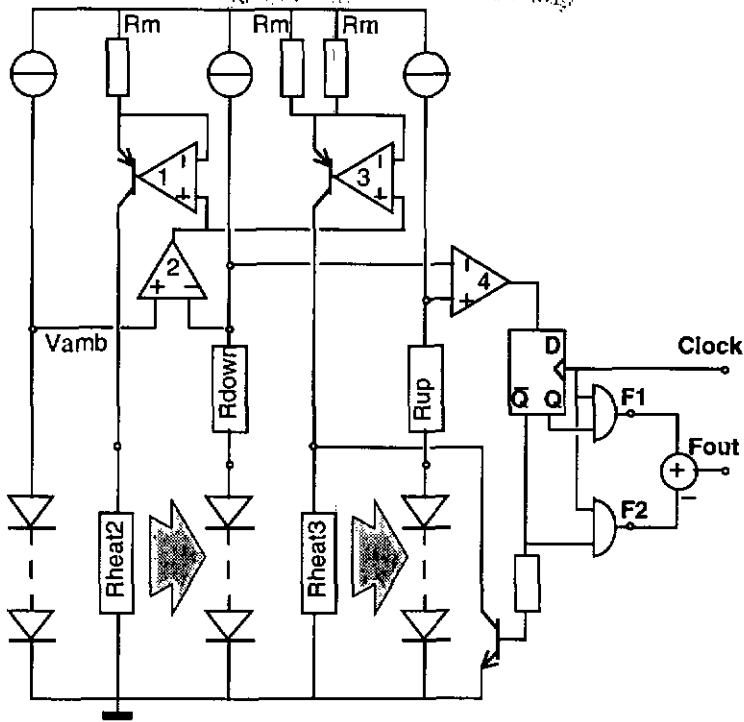 Rm
Rm
Rm
1
3
2
4
Vamb
Rdown
Rup
D
Q
Q
Clock
F1
Fout
F2
Rheat2
Rheat3